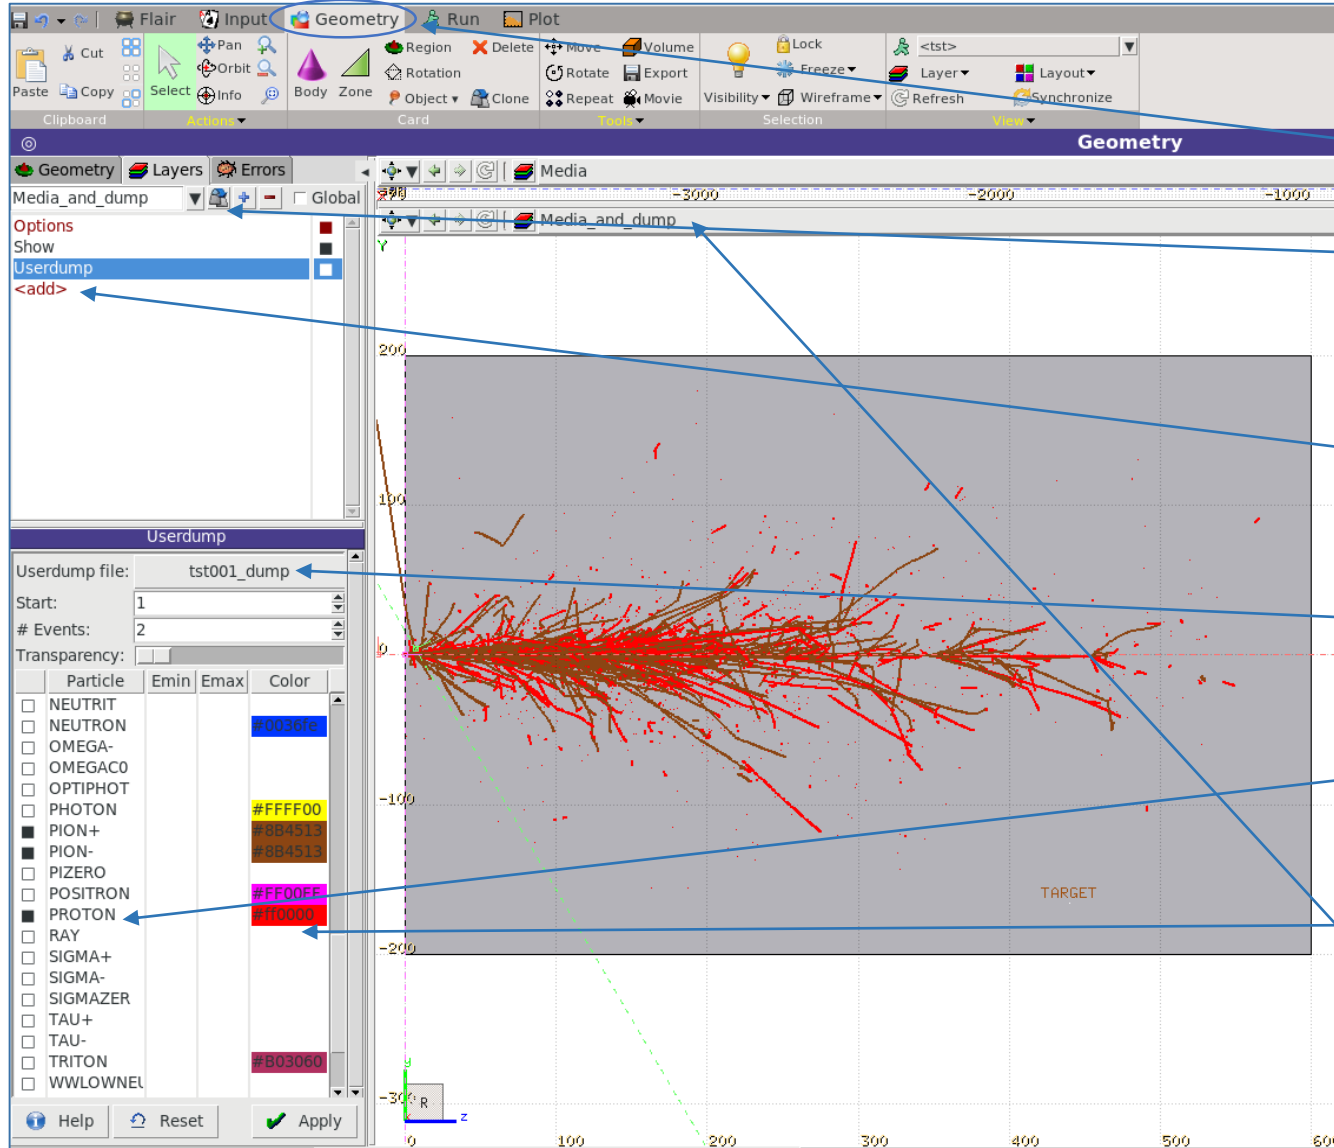 Flair Input Geometry Run Plot
Paste Cut Copy
Clipboard
Select Pan Orbit Info
Actions
Body Zone Region Rotation Object Delete Clone
Card
Move Rotate Repeat Volume Export Movie
Tools
Visibility Lock Freeze Wireframe
Selection
<tst>
Layer Layout
Refresh Synchronize
View
Geometry
Geometry Layers Errors
Media_and_dump Global
Options
Show
Userdump
<add>
Userdump
Userdump file: tst001_dump
Start: 1
# Events: 2
Transparency:
Particle Emin Emax Color
NEUTRIT
NEUTRON #0036fe
OMEGA-
OMEGAC0
OPTIPHOT
PHOTON #FFFF00
PION+ #8B4513
PION- #8B4513
PIZERO
POSITRON #FF00FF
PROTON #ff0000
RAY
SIGMA+
SIGMA-
SIGMAZER
TAU+
TAU-
TRITON #B03060
WWLOWNEU
Help Reset Apply
Media
-3000 -2000 -1000
Media_and_dump
Y
200
100
0
-100
-200
TARGET
y
R
z
0 100 200 300 400 500 600